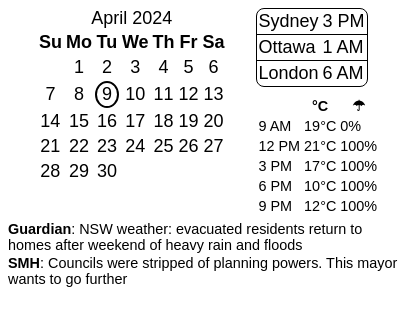 April 2024
Su Mo Tu We Th Fr Sa
1 2 3 4 5 6
7 8 9 10 11 12 13
14 15 16 17 18 19 20
21 22 23 24 25 26 27
28 29 30
Sydney 3 PM
Ottawa 1 AM
London 6 AM
°C ☂
9 AM 19°C 0%
12 PM 21°C 100%
3 PM 17°C 100%
6 PM 10°C 100%
9 PM 12°C 100%
Guardian: NSW weather: evacuated residents return to
homes after weekend of heavy rain and floods
SMH: Councils were stripped of planning powers. This mayor
wants to go further